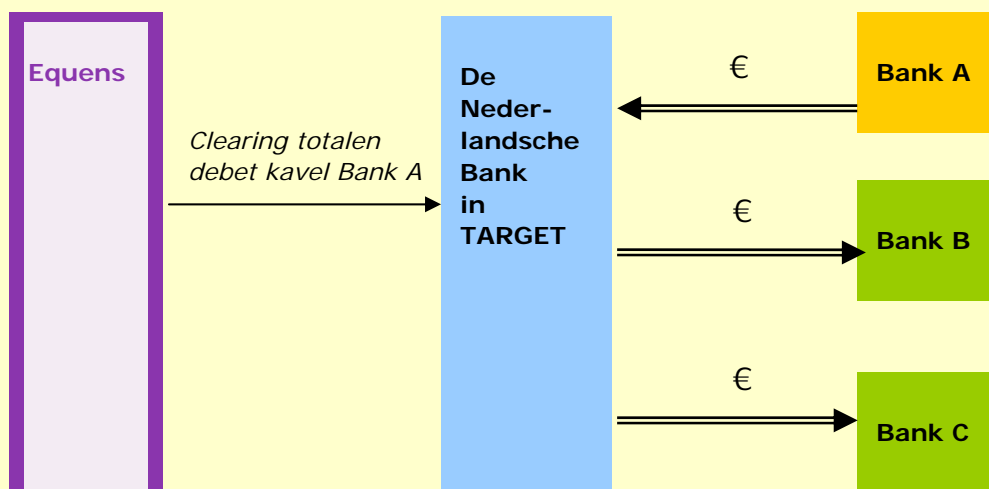 Equens
Clearing totalen
debet kavel Bank A
De
Neder-
landsche
Bank
in
TARGET
€
Bank A
€
Bank B
€
Bank C